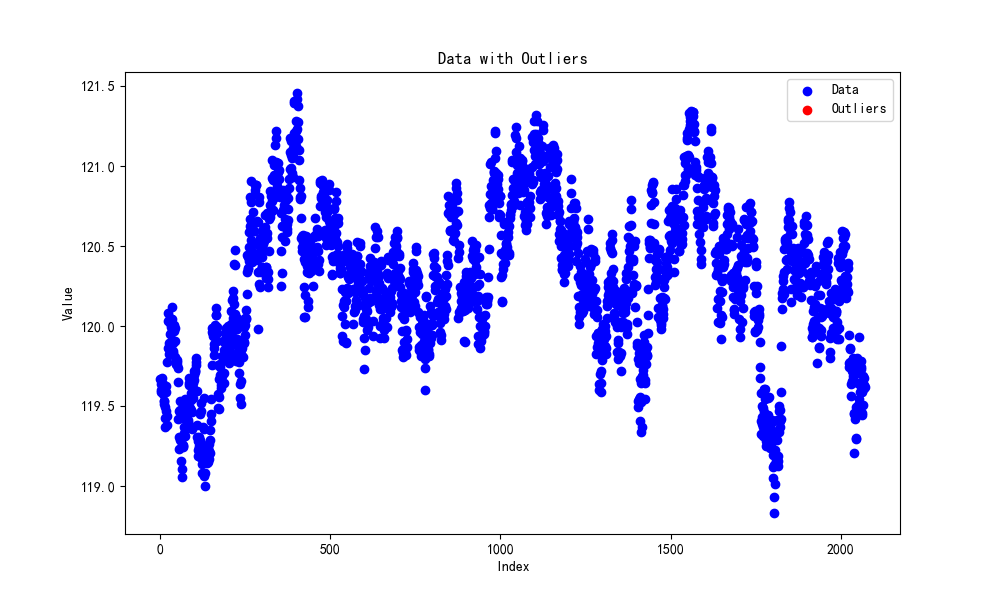 Data with Outliers
Data
Outliers
121.5
121.0
120.5
120.0
119.5
119.0
Value
0 500 1000 1500 2000
Index